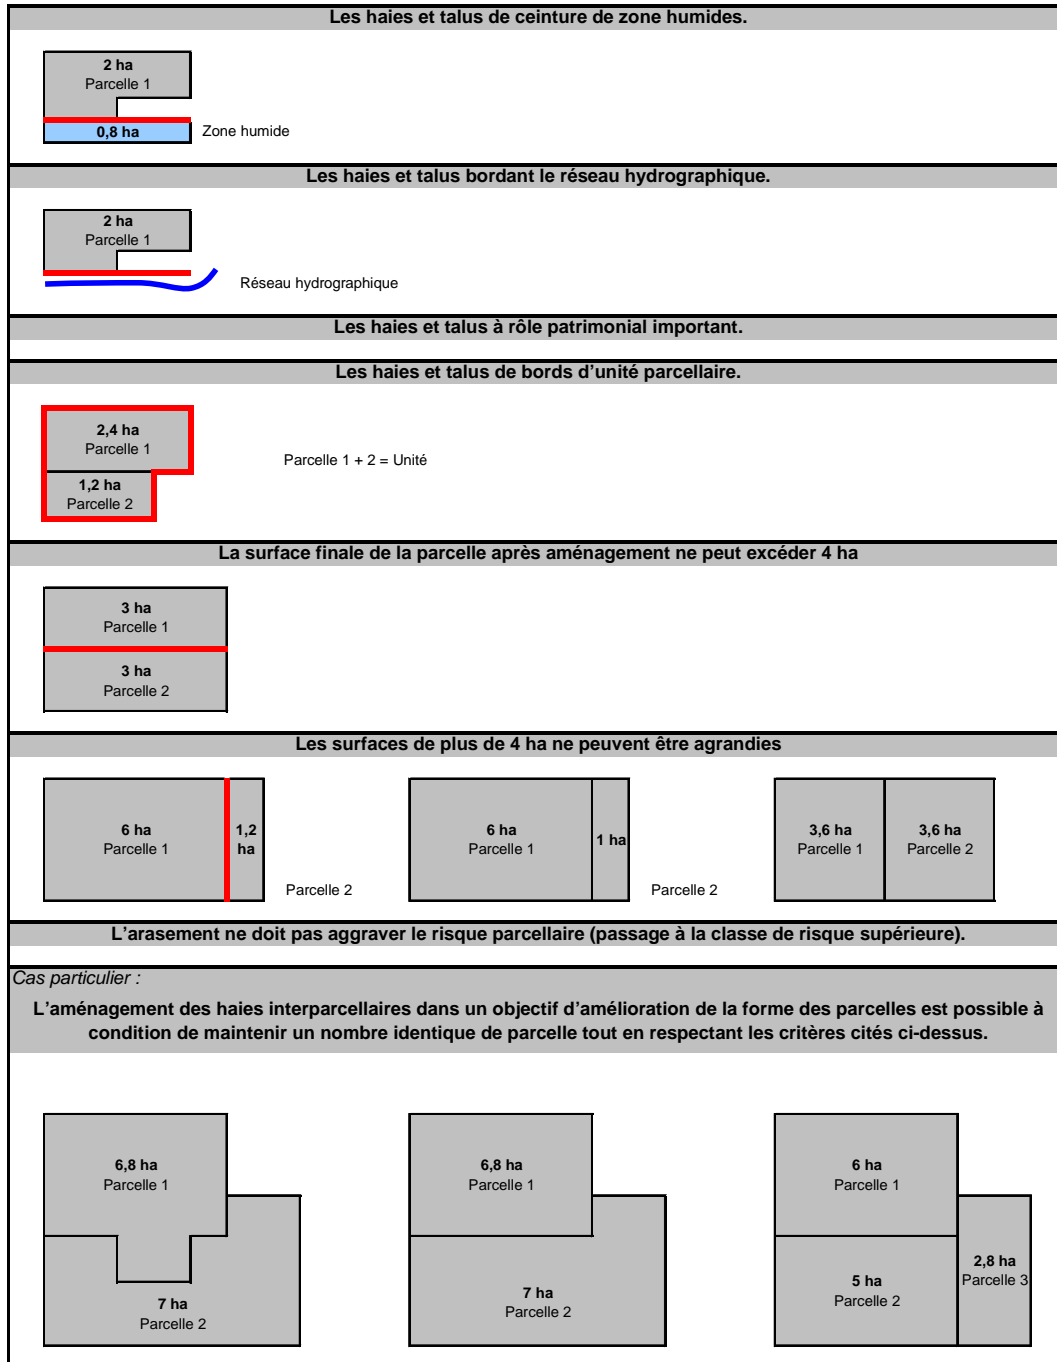 Les haies et talus de ceinture de zone humides.
2 ha
Parcelle 1
0,8 ha
Zone humide
Les haies et talus bordant le réseau hydrographique.
2 ha
Parcelle 1
Réseau hydrographique
Les haies et talus à rôle patrimonial important.
Les haies et talus de bords d'unité parcellaire.
2,4 ha
Parcelle 1
Parcelle 1 + 2 = Unité
1,2 ha
Parcelle 2
La surface finale de la parcelle après aménagement ne peut excéder 4 ha
3 ha
Parcelle 1
3 ha
Parcelle 2
Les surfaces de plus de 4 ha ne peuvent être agrandies
6 ha
Parcelle 1
1,2
ha
Parcelle 2
6 ha
Parcelle 1
1 ha
Parcelle 2
3,6 ha
Parcelle 1
3,6 ha
Parcelle 2
L'arasement ne doit pas aggraver le risque parcellaire (passage à la classe de risque supérieure).
Cas particulier :
L'aménagement des haies interparcellaires dans un objectif d'amélioration de la forme des parcelles est possible à
condition de maintenir un nombre identique de parcelle tout en respectant les critères cités ci-dessus.
6,8 ha
Parcelle 1
7 ha
Parcelle 2
6,8 ha
Parcelle 1
7 ha
Parcelle 2
6 ha
Parcelle 1
5 ha
Parcelle 2
2,8 ha
Parcelle 3